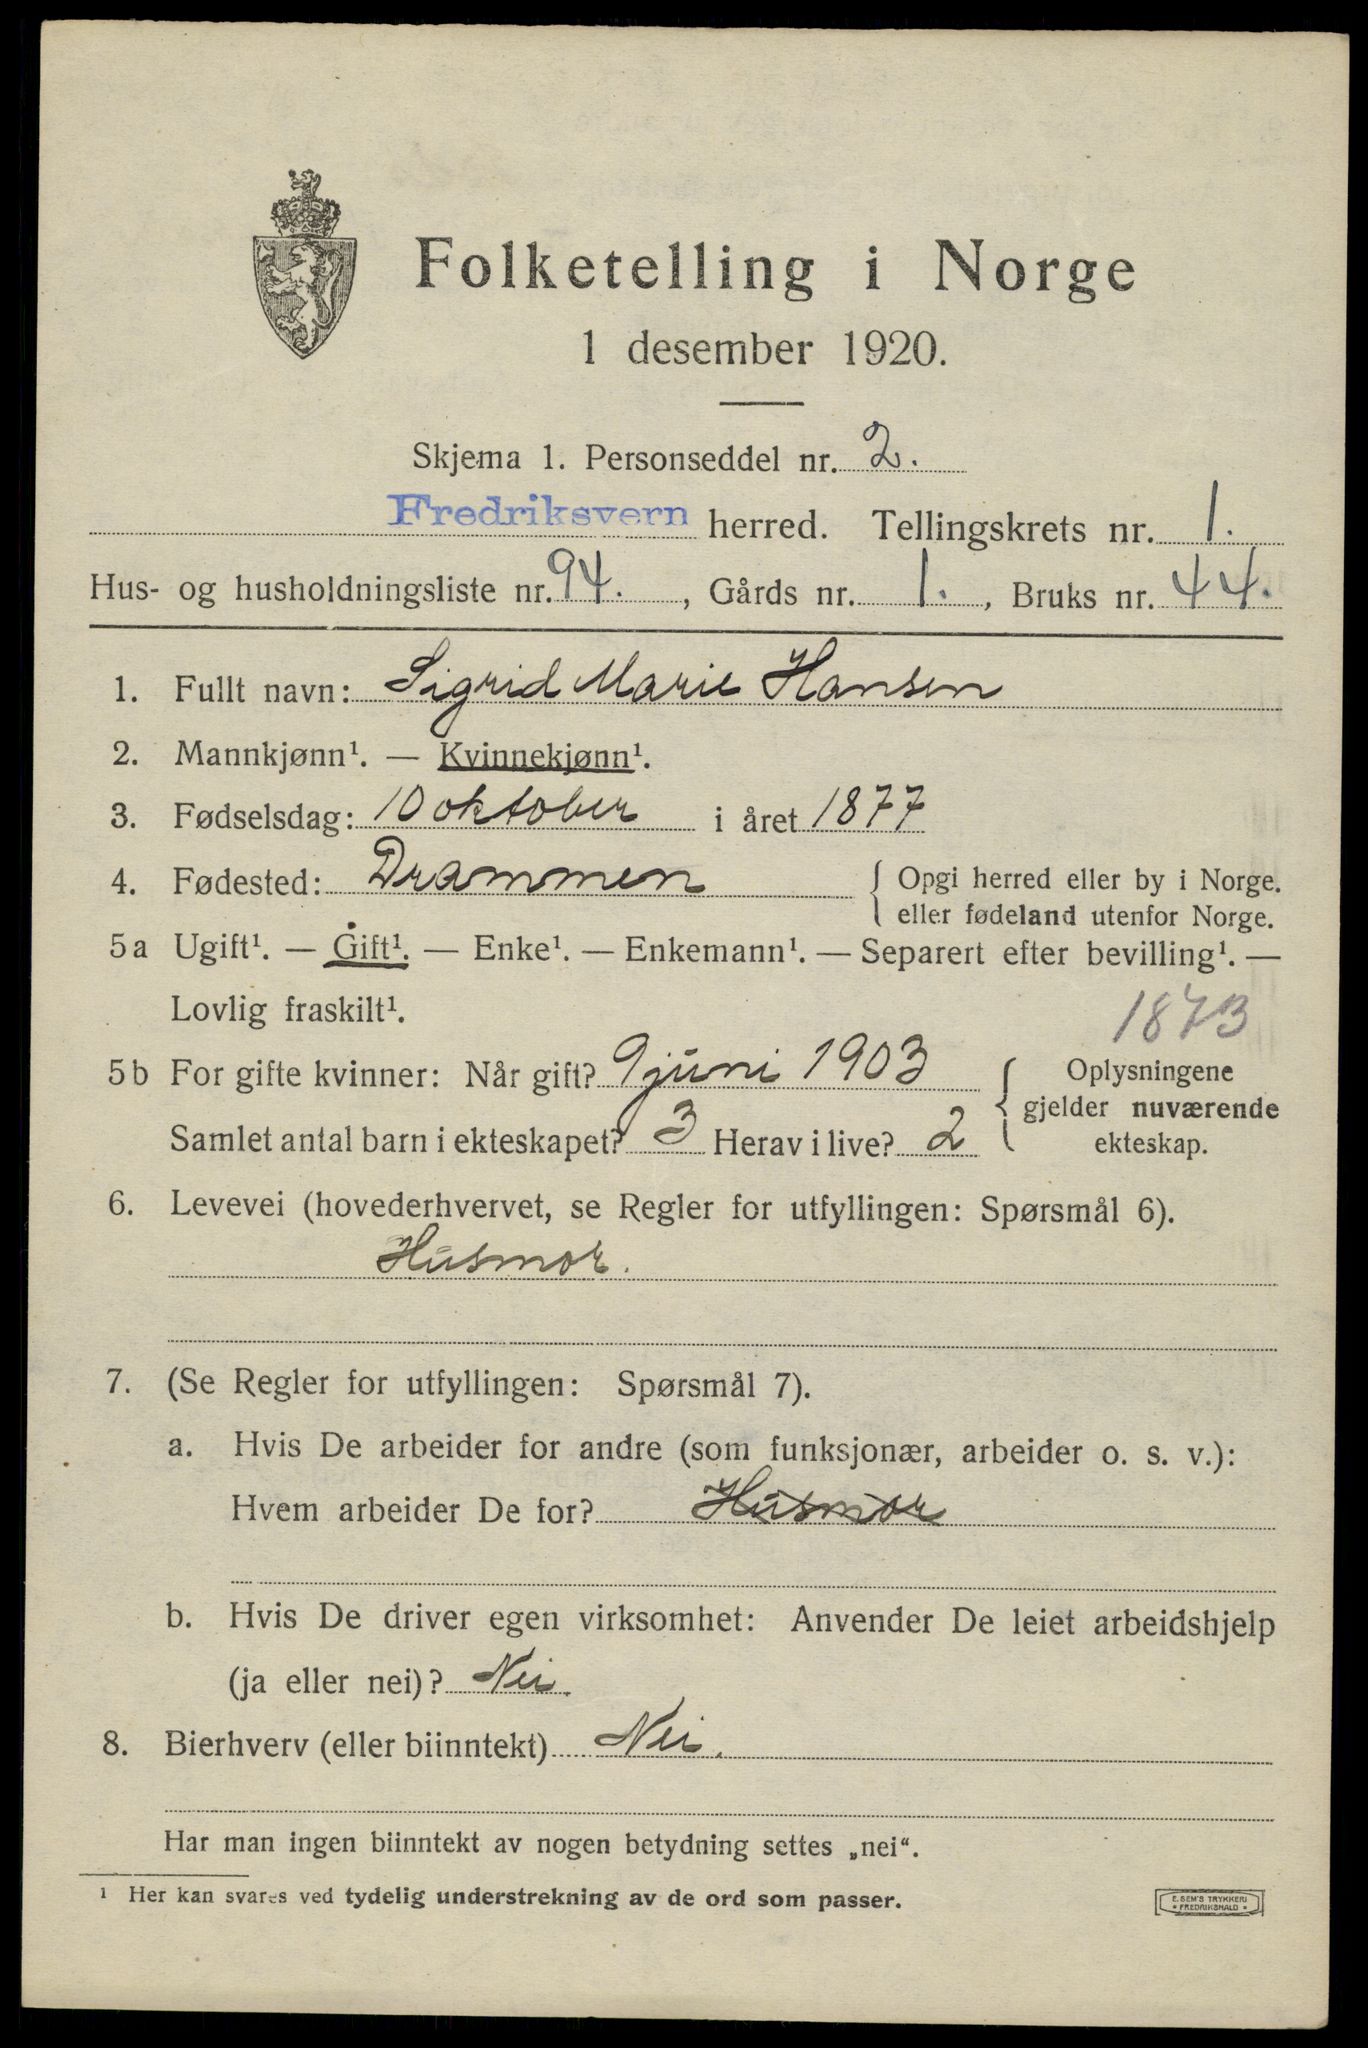 Folketelling i Norge
1 desember 1920.
Skjema 1. Personseddel nr. 2.
Fredriksvern herred. Tellingskrets nr. 1.
Hus- og husholdningsliste nr. 94. , Gårds nr. 1. , Bruks nr. 44.
1. Fullt navn: Sigrid Marie Hansen
2. Mannkjønn¹. — Kvinnekjønn¹.
3. Fødselsdag: 10 oktober i året 1877
4. Fødested: Drammen { Opgi herred eller by i Norge.
eller fødeland utenfor Norge.
5a Ugift¹. — Gift¹. — Enke¹. — Enkemann¹. — Separert efter bevilling¹. —
Lovlig fraskilt¹.
1873
5b For gifte kvinner: Når gift? 9 juni 1903 { Oplysningene
gjelder nuværende
Samlet antal barn i ekteskapet? 3 Herav i live? 2 ekteskap.
6. Levevei (hovederhvervet, se Regler for utfyllingen: Spørsmål 6).
Husmor.
7. (Se Regler for utfyllingen: Spørsmål 7).
a. Hvis De arbeider for andre (som funksjonær, arbeider o. s. v.):
Hvem arbeider De for? Husmor
b. Hvis De driver egen virksomhet: Anvender De leiet arbeidshjelp
(ja eller nei)? Nei.
8. Bierhverv (eller biinntekt) Nei.
Har man ingen biinntekt av nogen betydning settes „nei“.
¹ Her kan svares ved tydelig understrekning av de ord som passer.
E. SEM'S TRYKKERI
* FREDRIKSHALD *